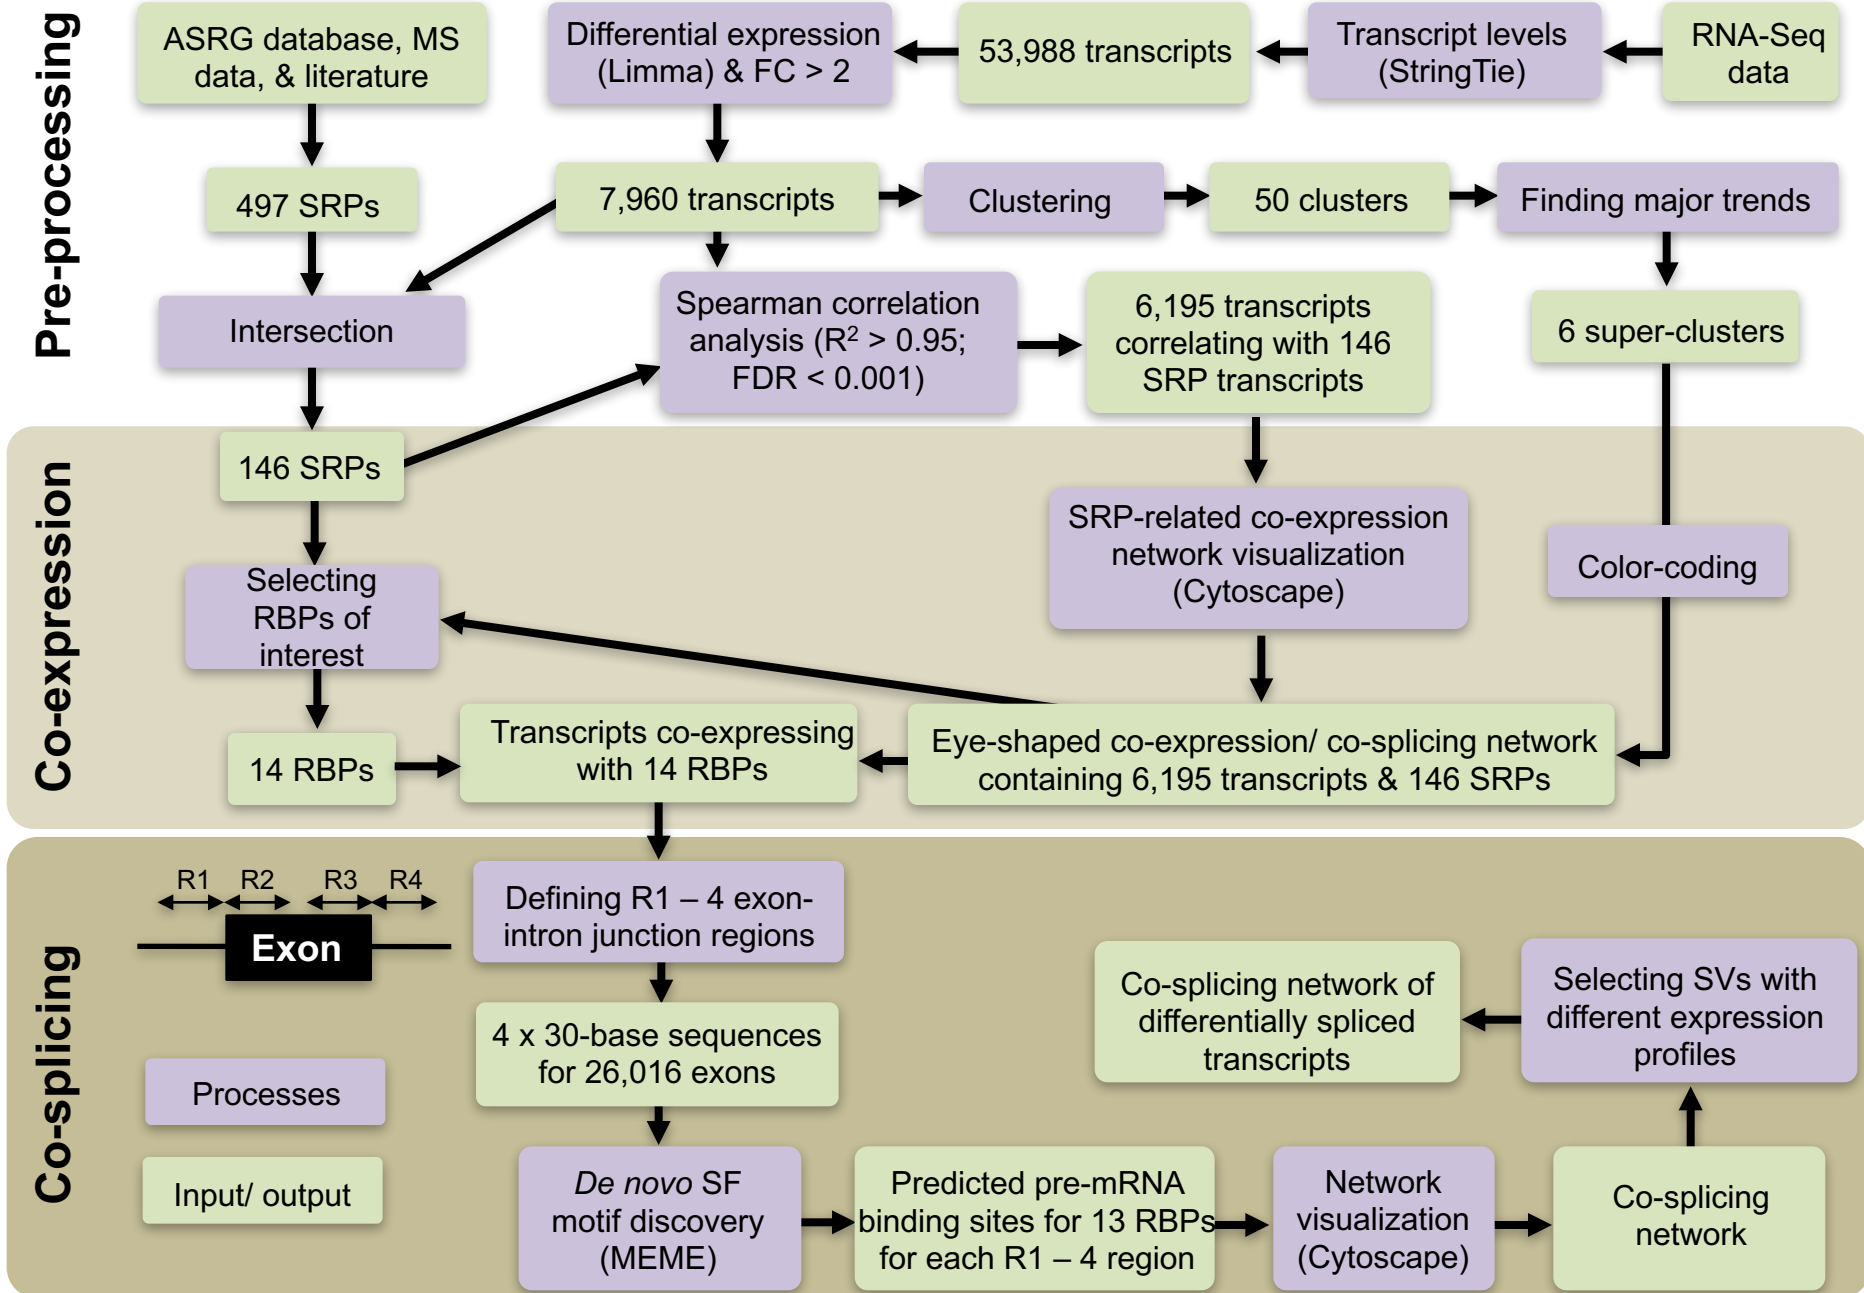 Pre-processing
ASRG database, MS
data, & literature
Differential expression
(Limma) & FC > 2
53,988 transcripts
Transcript levels
(StringTie)
RNA-Seq
data
497 SRPs
7,960 transcripts
Clustering
50 clusters
Finding major trends
Intersection
Spearman correlation
analysis (R² > 0.95;
FDR < 0.001)
6,195 transcripts
correlating with 146
SRP transcripts
6 super-clusters
Co-expression
146 SRPs
SRP-related co-expression
network visualization
(Cytoscape)
Color-coding
Selecting
RBPs of
interest
14 RBPs
Transcripts co-expressing
with 14 RBPs
Eye-shaped co-expression/ co-splicing network
containing 6,195 transcripts & 146 SRPs
Co-splicing
R1 R2 R3 R4
Exon
Defining R1 – 4 exon-
intron junction regions
Co-splicing network of
differentially spliced
transcripts
Selecting SVs with
different expression
profiles
4 x 30-base sequences
for 26,016 exons
Processes
Input/ output
De novo SF
motif discovery
(MEME)
Predicted pre-mRNA
binding sites for 13 RBPs
for each R1 – 4 region
Network
visualization
(Cytoscape)
Co-splicing
network